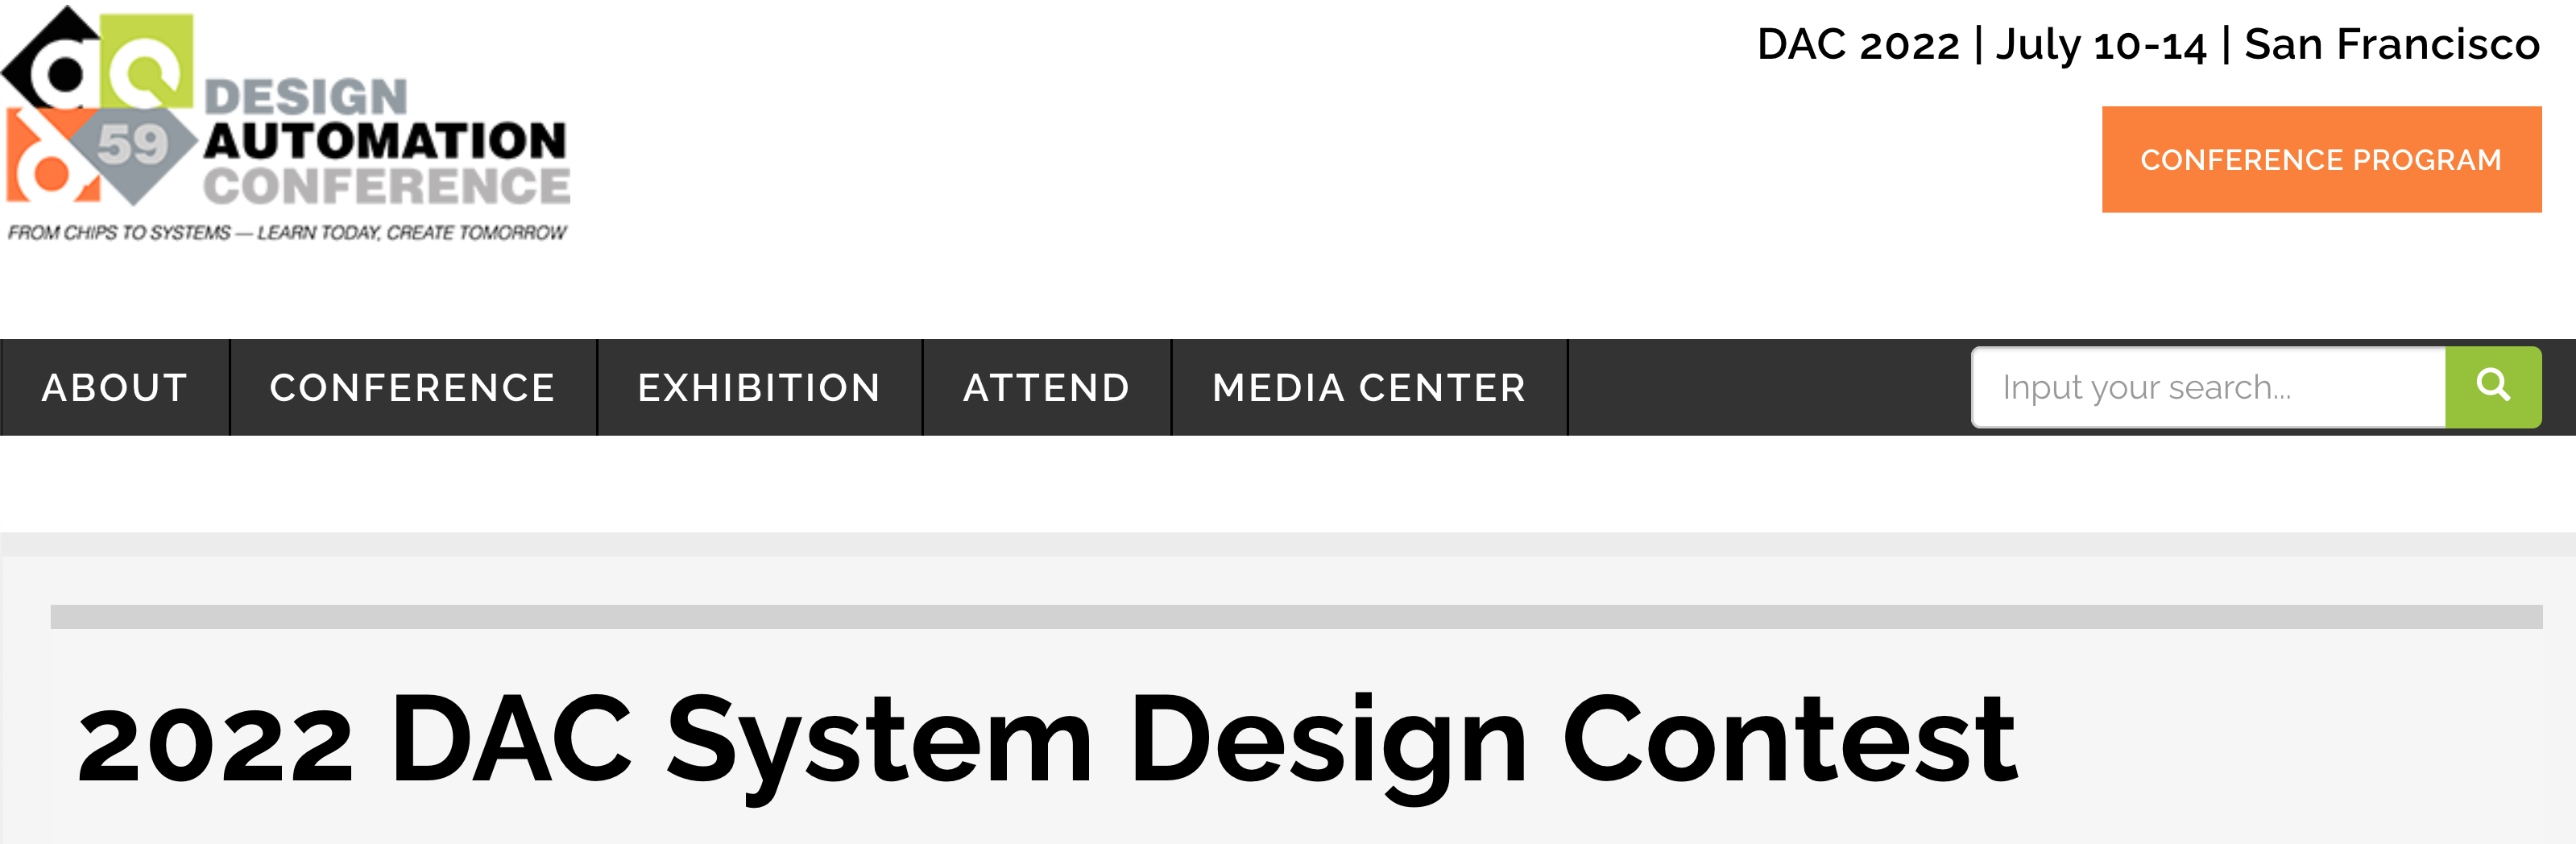 dac
59
DESIGN
AUTOMATION
CONFERENCE
FROM CHIPS TO SYSTEMS — LEARN TODAY, CREATE TOMORROW
DAC 2022 | July 10-14 | San Francisco
CONFERENCE PROGRAM
ABOUT CONFERENCE EXHIBITION ATTEND MEDIA CENTER Input your search...
2022 DAC System Design Contest